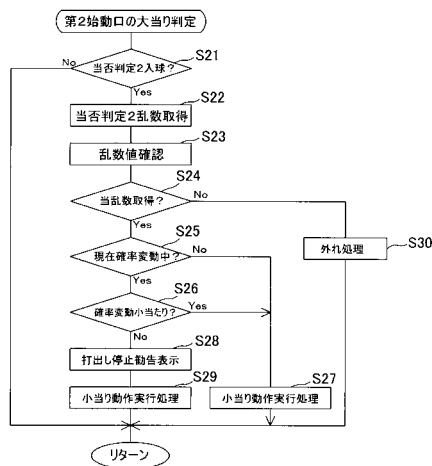 第2始動口の大当り判定
S21
No
当否判定2入球？
Yes
S22
当否判定2乱数取得
S23
乱数値確認
S24
当乱数取得？
No
Yes
S25
現在確率変動中？
No
Yes
外れ処理
S30
S26
確率変動小当たり？
Yes
No
S28
打出し停止勧告表示
S29
小当り動作実行処理
S27
小当り動作実行処理
リターン